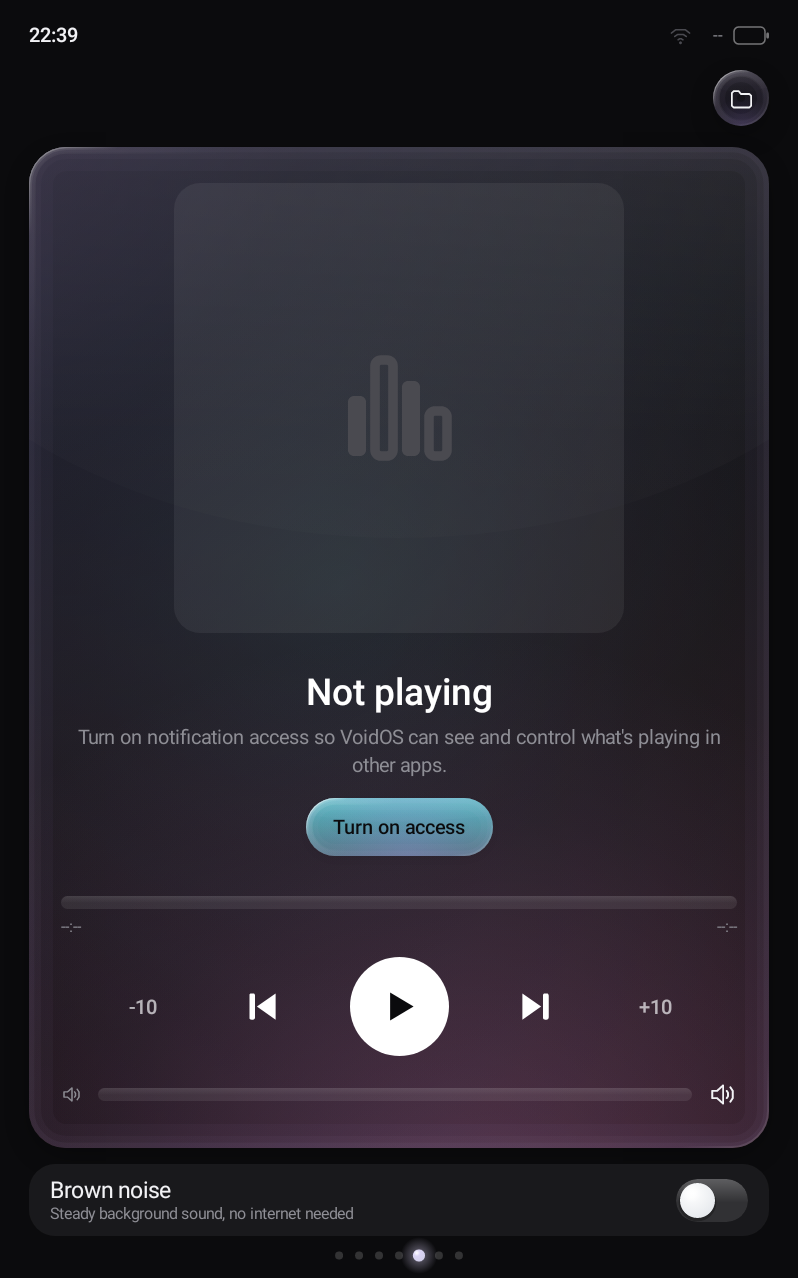 22:39
--
Not playing
Turn on notification access so VoidOS can see and control what's playing in
other apps.
Turn on access
--:--
--:--
-10
+10
Brown noise
Steady background sound, no internet needed